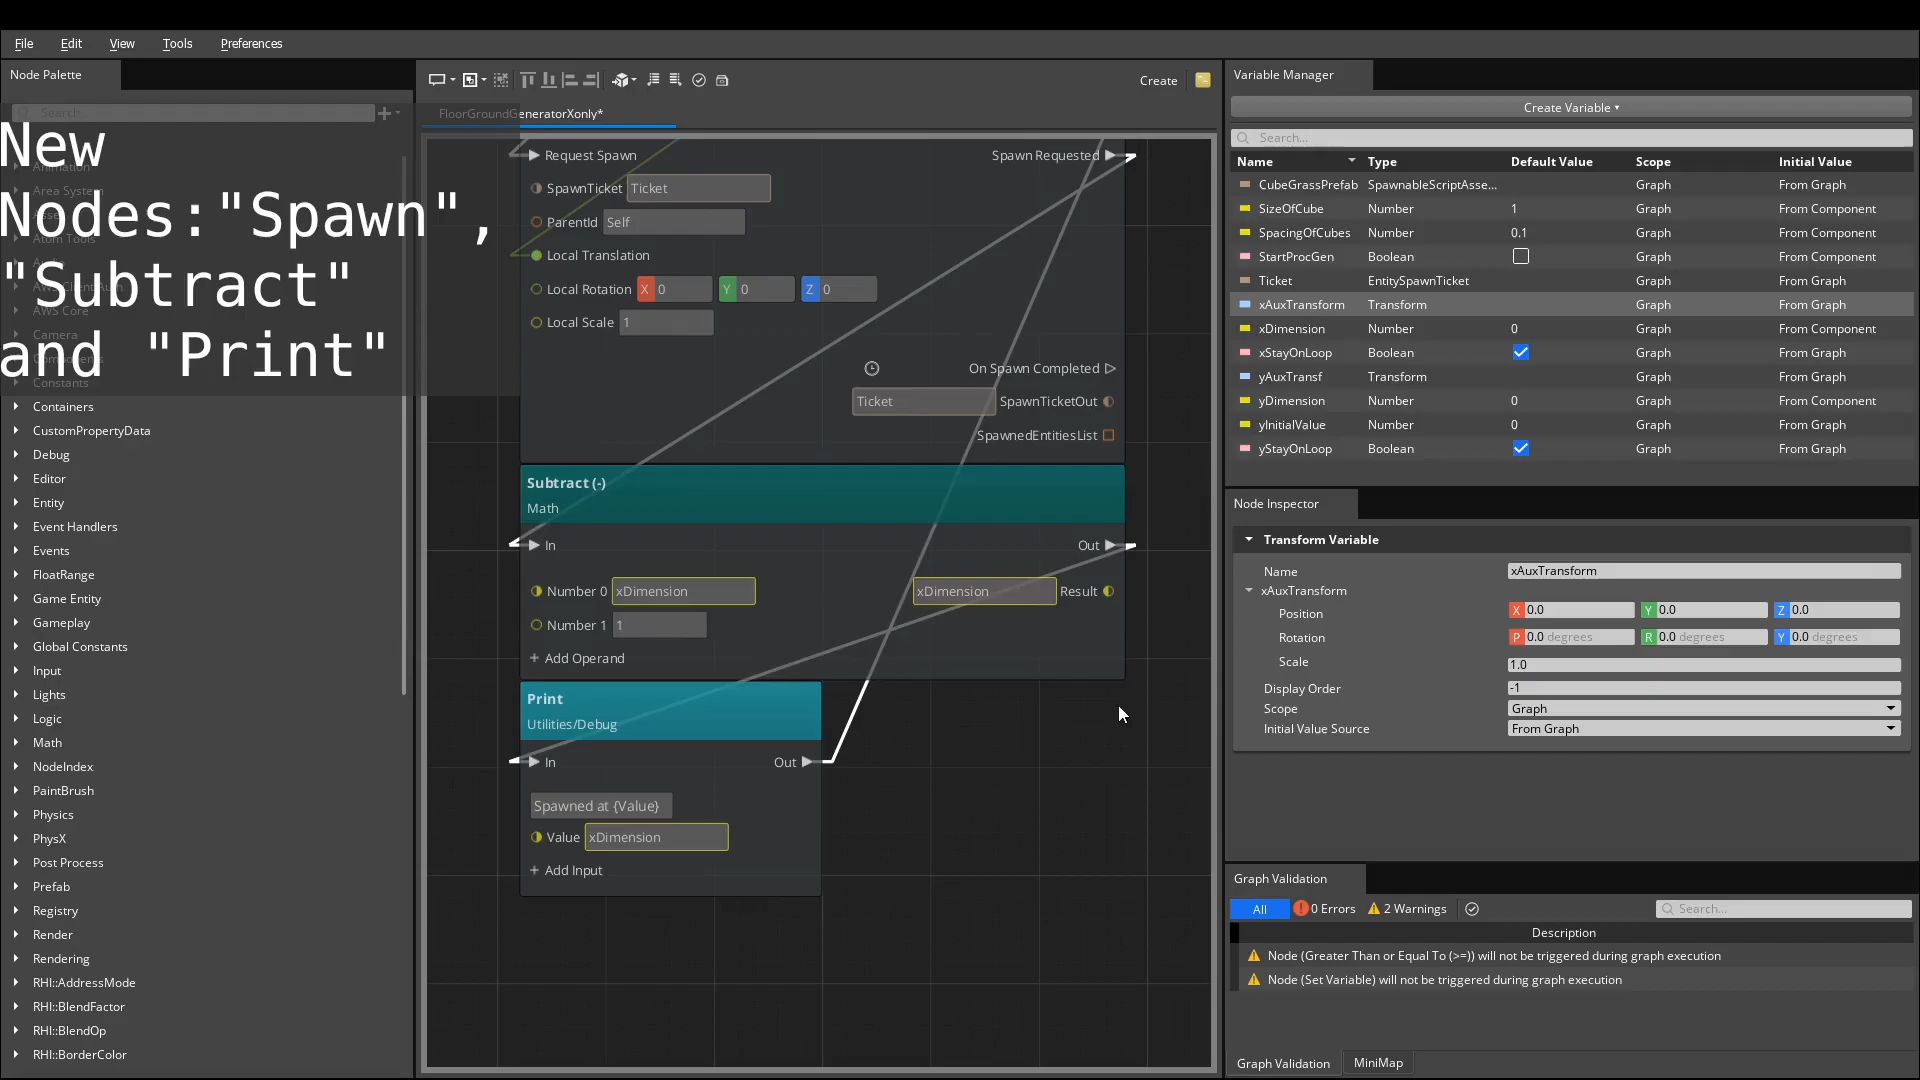 File Edit View Tools Preferences
Node Palette
Search...
New
Nodes:"Spawn",
"Subtract"
and "Print"
Animation
Area System
Atom Tools
AWS Core
Camera
Constants
Containers
CustomPropertyData
Debug
Editor
Entity
Event Handlers
Events
FloatRange
Game Entity
Gameplay
Global Constants
Input
Lights
Logic
Math
NodeIndex
PaintBrush
Physics
PhysX
Post Process
Prefab
Registry
Render
Rendering
RHI::AddressMode
RHI::BlendFactor
RHI::BlendOp
RHI::BorderColor
Create
FloorGroundGeneratorXonly*
Request Spawn Spawn Requested
SpawnTicket Ticket
ParentId Self
Local Translation
Local Rotation X 0 Y 0 Z 0
Local Scale 1
On Spawn Completed
Ticket SpawnTicketOut
SpawnedEntitiesList
Subtract (-)
Math
In Out
Number 0 xDimension xDimension Result
Number 1 1
+ Add Operand
Print
Utilities/Debug
In Out
Spawned at {Value}
Value xDimension
+ Add Input
Variable Manager
Create Variable
Search...
Name Type Default Value Scope Initial Value
CubeGrassPrefab SpawnableScriptAsse... Graph From Graph
SizeOfCube Number 1 Graph From Component
SpacingOfCubes Number 0.1 Graph From Component
StartProcGen Boolean Graph From Component
Ticket EntitySpawnTicket Graph From Graph
xAuxTransform Transform Graph From Graph
xDimension Number 0 Graph From Component
xStayOnLoop Boolean Graph From Graph
yAuxTransf Transform Graph From Graph
yDimension Number 0 Graph From Component
yInitialValue Number 0 Graph From Graph
yStayOnLoop Boolean Graph From Graph
Node Inspector
Transform Variable
Name xAuxTransform
xAuxTransform
Position X 0.0 Y 0.0 Z 0.0
Rotation P 0.0 degrees R 0.0 degrees Y 0.0 degrees
Scale 1.0
Display Order -1
Scope Graph
Initial Value Source From Graph
Graph Validation
All 0 Errors 2 Warnings Search...
Description
Node (Greater Than or Equal To (>=)) will not be triggered during graph execution
Node (Set Variable) will not be triggered during graph execution
Graph Validation MiniMap